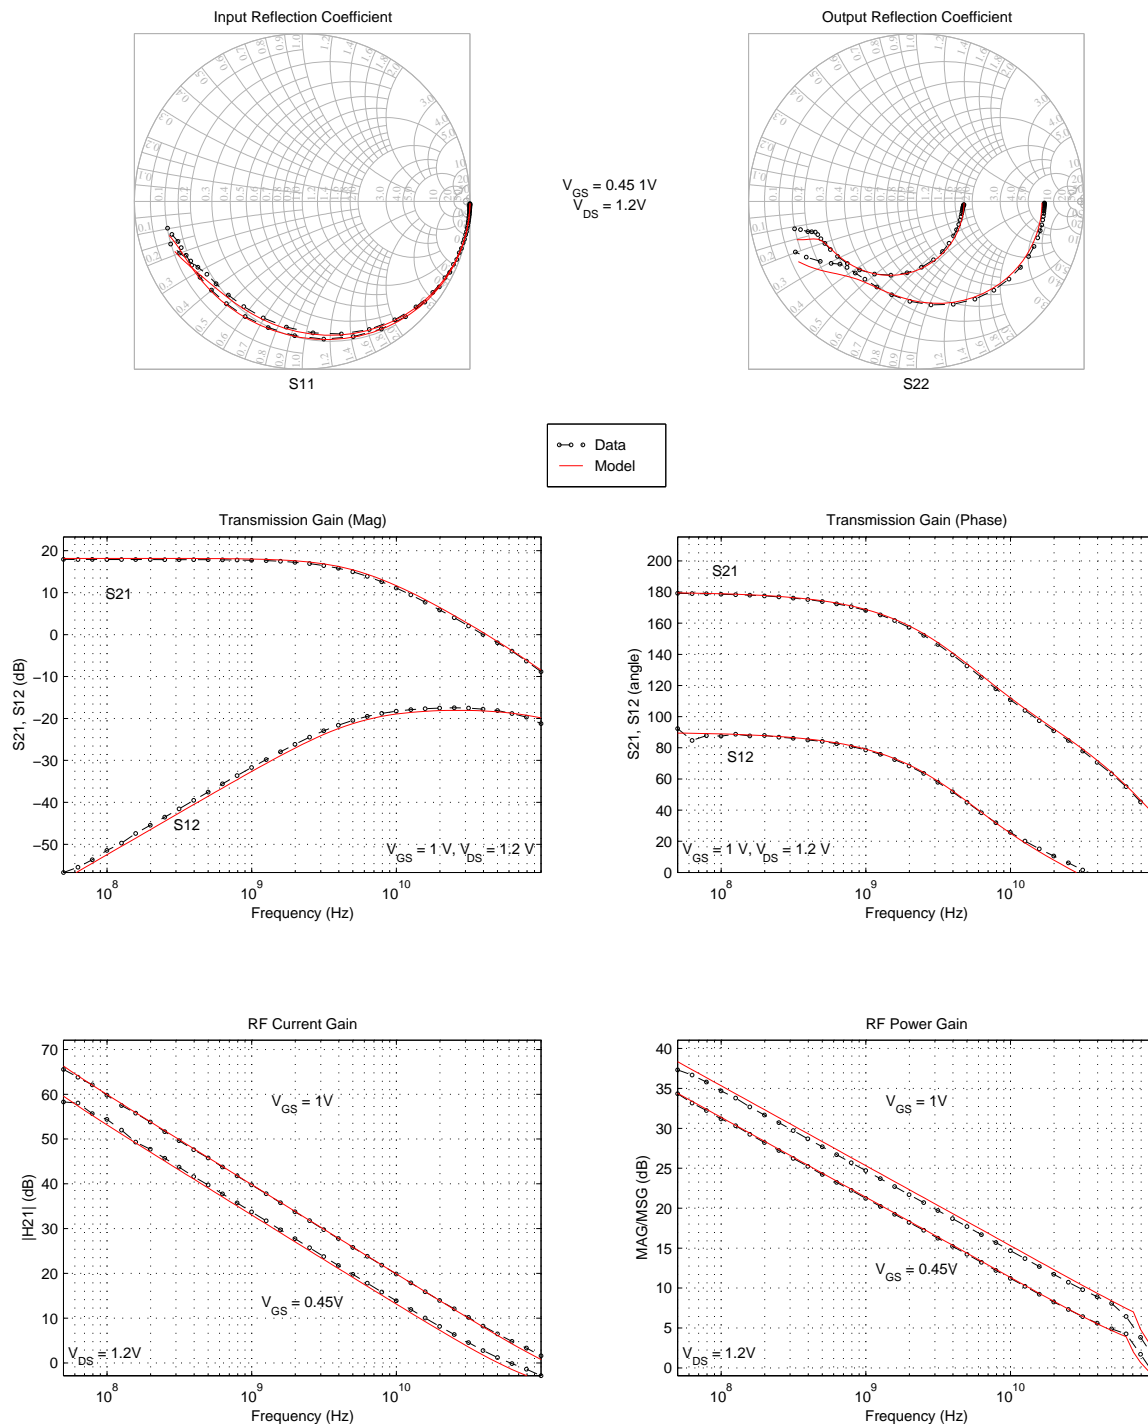 Input Reflection Coefficient
Output Reflection Coefficient
V_GS = 0.45 1V
V_DS = 1.2V
S11
S22
Data
Model
Transmission Gain (Mag)
20
10
0
−10
−20
−30
−40
−50
S21, S12 (dB)
S21
S12
V_GS = 1 V, V_DS = 1.2 V
10^8
10^9
10^10
Frequency (Hz)
Transmission Gain (Phase)
200
180
160
140
120
100
80
60
40
20
0
S21, S12 (angle)
S21
S12
V_GS = 1 V, V_DS = 1.2 V
10^8
10^9
10^10
Frequency (Hz)
RF Current Gain
70
60
50
40
30
20
10
0
|H21| (dB)
V_GS = 1V
V_GS = 0.45V
V_DS = 1.2V
10^8
10^9
10^10
Frequency (Hz)
RF Power Gain
40
35
30
25
20
15
10
5
0
MAG/MSG (dB)
V_GS = 1V
V_GS = 0.45V
V_DS = 1.2V
10^8
10^9
10^10
Frequency (Hz)